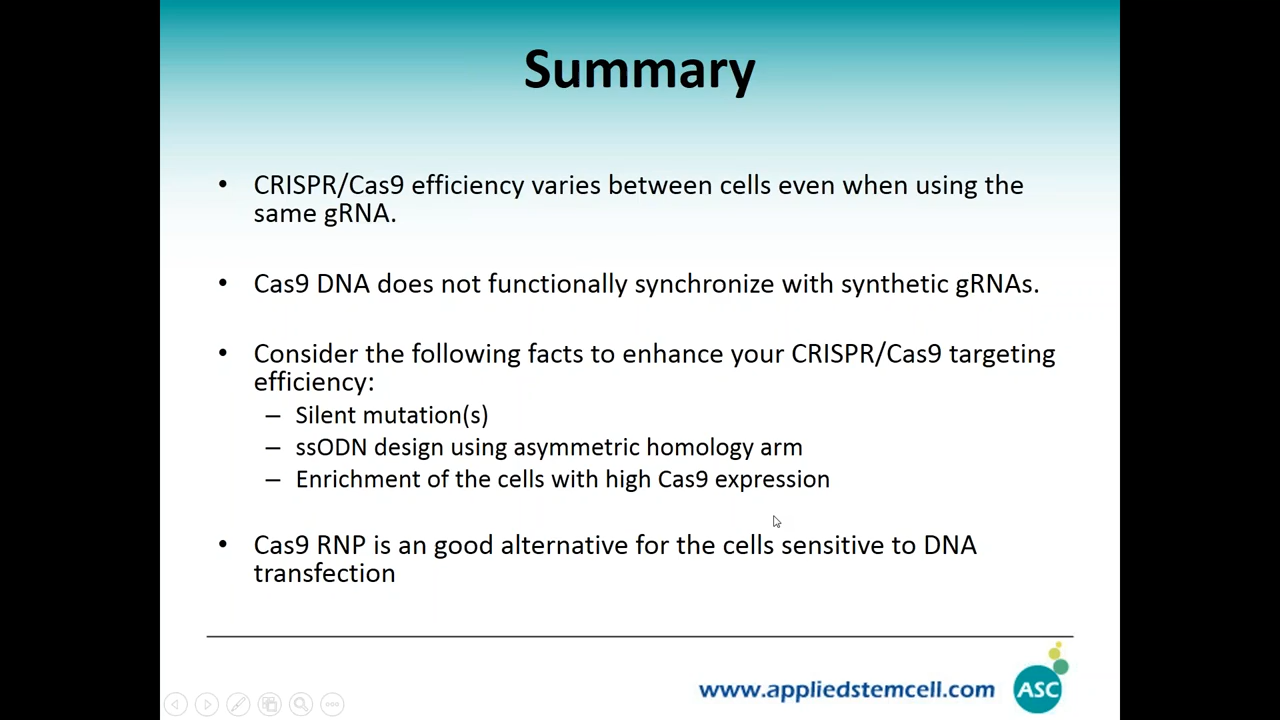 Summary
• CRISPR/Cas9 efficiency varies between cells even when using the
same gRNA.
• Cas9 DNA does not functionally synchronize with synthetic gRNAs.
• Consider the following facts to enhance your CRISPR/Cas9 targeting
efficiency:
– Silent mutation(s)
– ssODN design using asymmetric homology arm
– Enrichment of the cells with high Cas9 expression
• Cas9 RNP is an good alternative for the cells sensitive to DNA
transfection
www.appliedstemcell.com
ASC